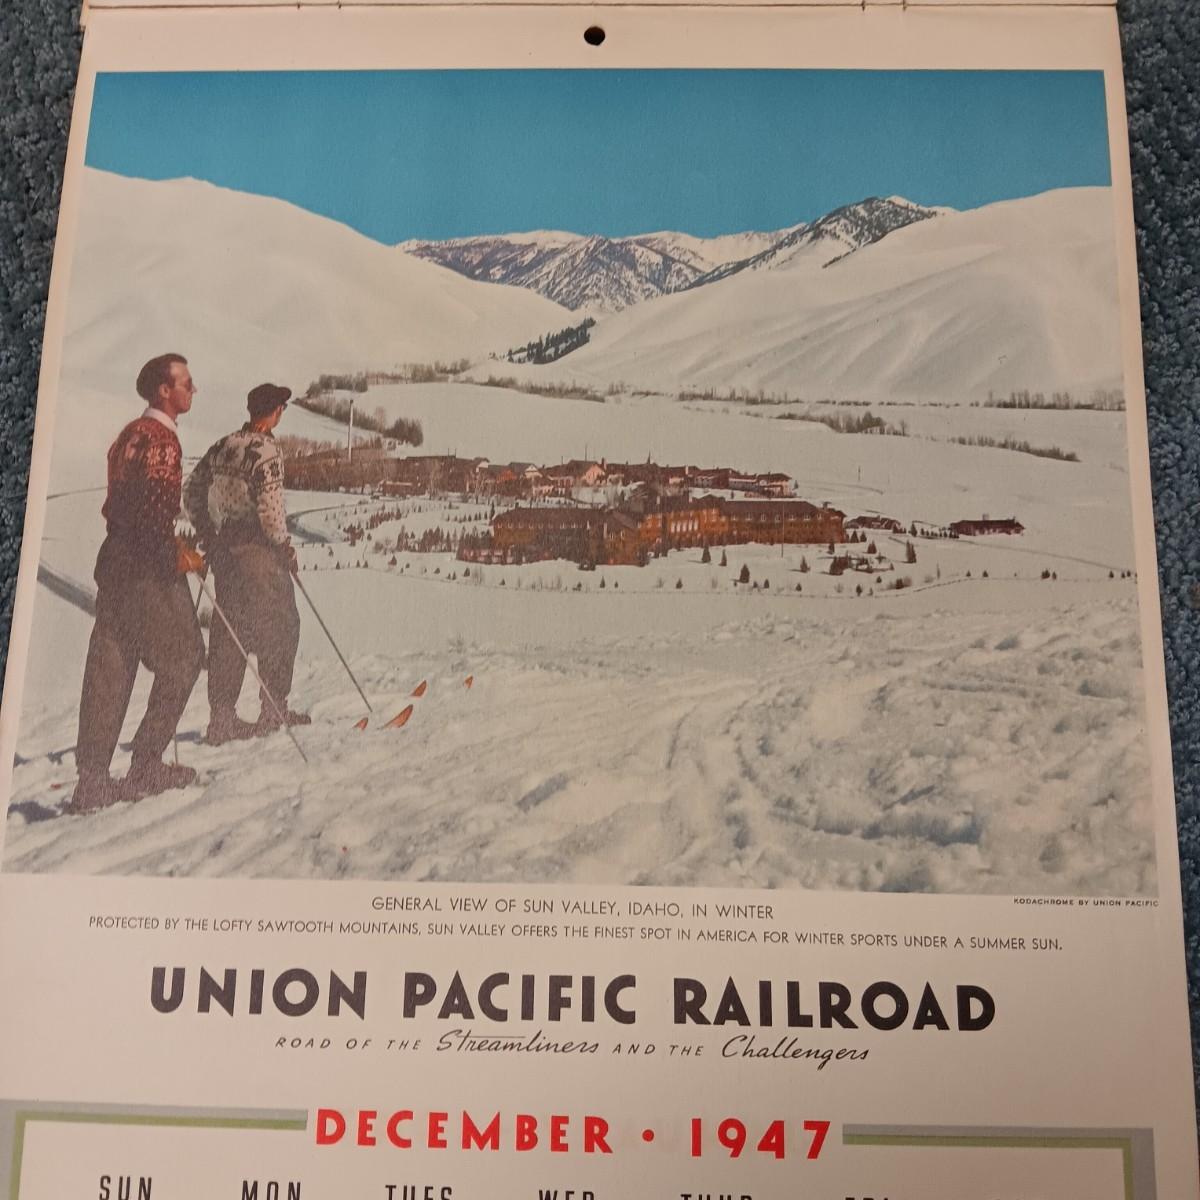 GENERAL VIEW OF SUN VALLEY, IDAHO, IN WINTER
KODACHROME BY UNION PACIFIC
PROTECTED BY THE LOFTY SAWTOOTH MOUNTAINS, SUN VALLEY OFFERS THE FINEST SPOT IN AMERICA FOR WINTER SPORTS UNDER A SUMMER SUN.
UNION PACIFIC RAILROAD
ROAD OF THE Streamliners AND THE Challengers
DECEMBER • 1947
SUN MON TUES WED THUR FRI